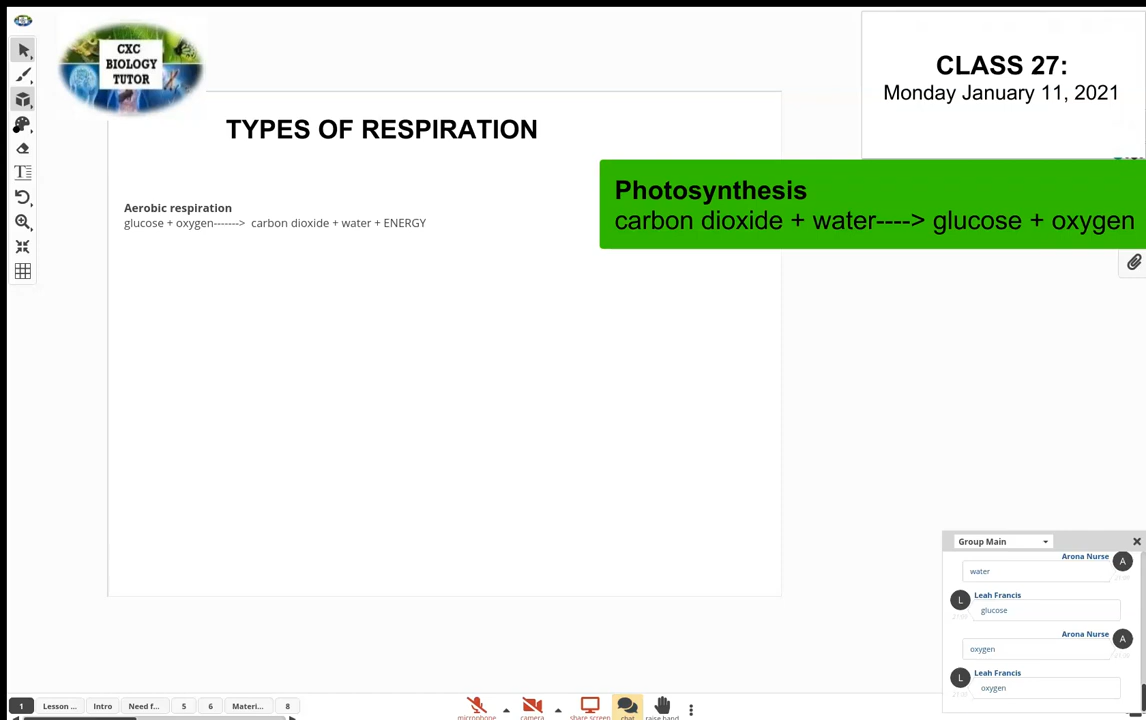 CXC
BIOLOGY
TUTOR
CLASS 27:
Monday January 11, 2021
TYPES OF RESPIRATION
Photosynthesis
carbon dioxide + water----> glucose + oxygen
Aerobic respiration
glucose + oxygen-------> carbon dioxide + water + ENERGY
Group Main
Arona Nurse
A
water
Leah Francis
L
glucose
Arona Nurse
A
oxygen
Leah Francis
L
oxygen
1 Lesson ... Intro Need f... 5 6 Materi... 8
microphone camera share screen chat raise hand